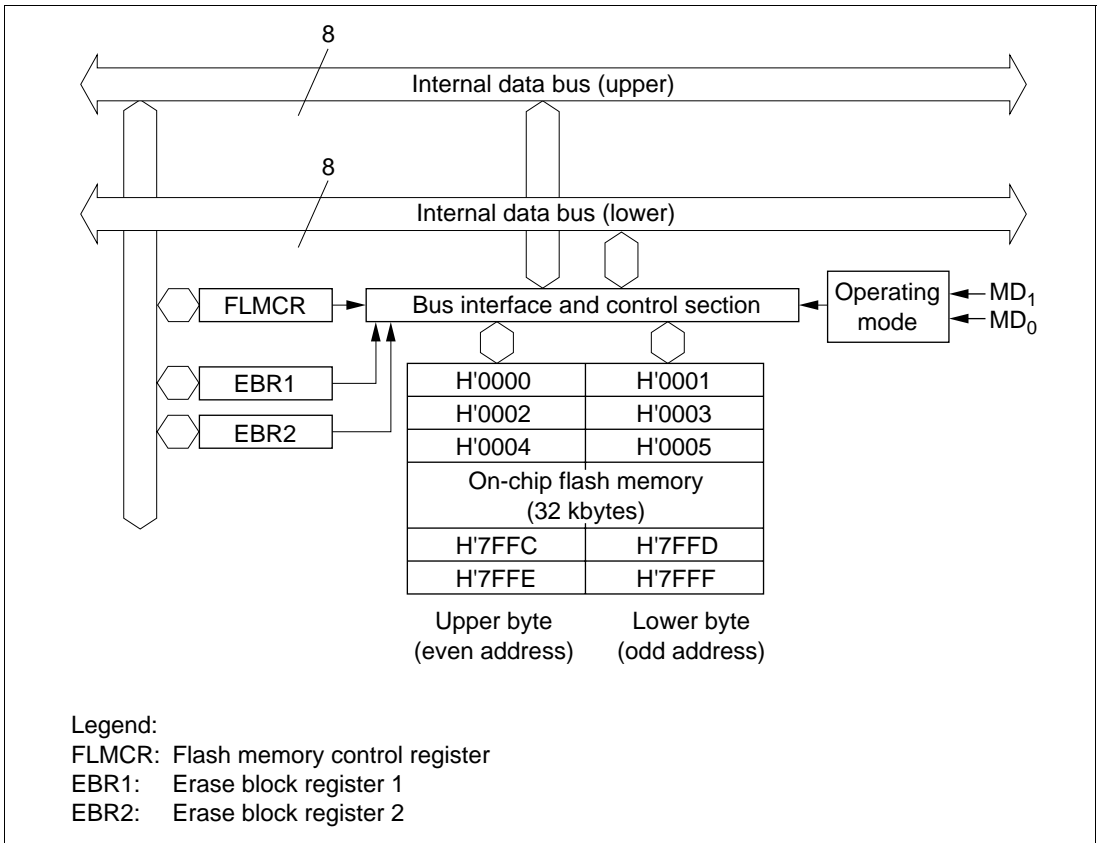 8
Internal data bus (upper)
8
Internal data bus (lower)
FLMCR
Bus interface and control section
Operating
mode
MD1
MD0
EBR1
EBR2
H'0000 H'0001
H'0002 H'0003
H'0004 H'0005
On-chip flash memory
(32 kbytes)
H'7FFC H'7FFD
H'7FFE H'7FFF
Upper byte
(even address)
Lower byte
(odd address)
Legend:
FLMCR: Flash memory control register
EBR1: Erase block register 1
EBR2: Erase block register 2